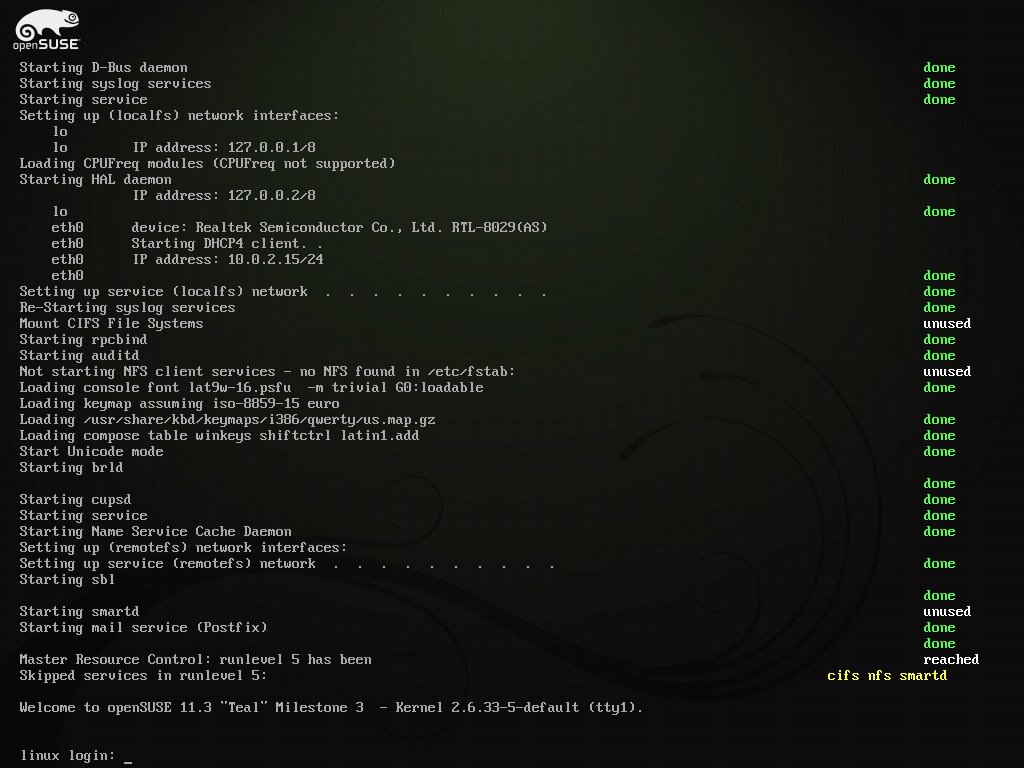 openSUSE
Starting D-Bus daemon done
Starting syslog services done
Starting service done
Setting up (localfs) network interfaces:
lo
lo IP address: 127.0.0.1/8
Loading CPUFreq modules (CPUFreq not supported)
Starting HAL daemon done
IP address: 127.0.0.2/8
lo done
eth0 device: Realtek Semiconductor Co., Ltd. RTL-8029(AS)
eth0 Starting DHCP4 client. .
eth0 IP address: 10.0.2.15/24
eth0 done
Setting up service (localfs) network . . . . . . . . . . done
Re-Starting syslog services done
Mount CIFS File Systems unused
Starting rpcbind done
Starting auditd done
Not starting NFS client services - no NFS found in /etc/fstab: unused
Loading console font lat9w-16.psfu -m trivial G0:loadable done
Loading keymap assuming iso-8859-15 euro
Loading /usr/share/kbd/keymaps/i386/qwerty/us.map.gz done
Loading compose table winkeys shiftctrl latin1.add done
Start Unicode mode done
Starting brld
done
Starting cupsd done
Starting service done
Starting Name Service Cache Daemon done
Setting up (remotefs) network interfaces:
Setting up service (remotefs) network . . . . . . . . . . done
Starting sbl
done
Starting smartd unused
Starting mail service (Postfix) done
done
Master Resource Control: runlevel 5 has been reached
Skipped services in runlevel 5: cifs nfs smartd
Welcome to openSUSE 11.3 "Teal" Milestone 3 - Kernel 2.6.33-5-default (tty1).
linux login: _